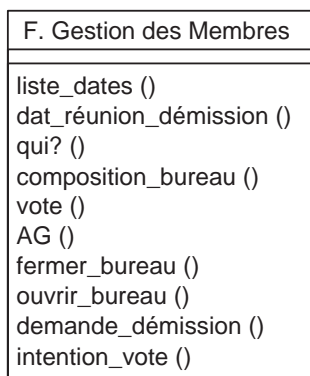 F. Gestion des Membres
liste_dates ()
dat_réunion_démission ()
qui? ()
composition_bureau ()
vote ()
AG ()
fermer_bureau ()
ouvrir_bureau ()
demande_démission ()
intention_vote ()